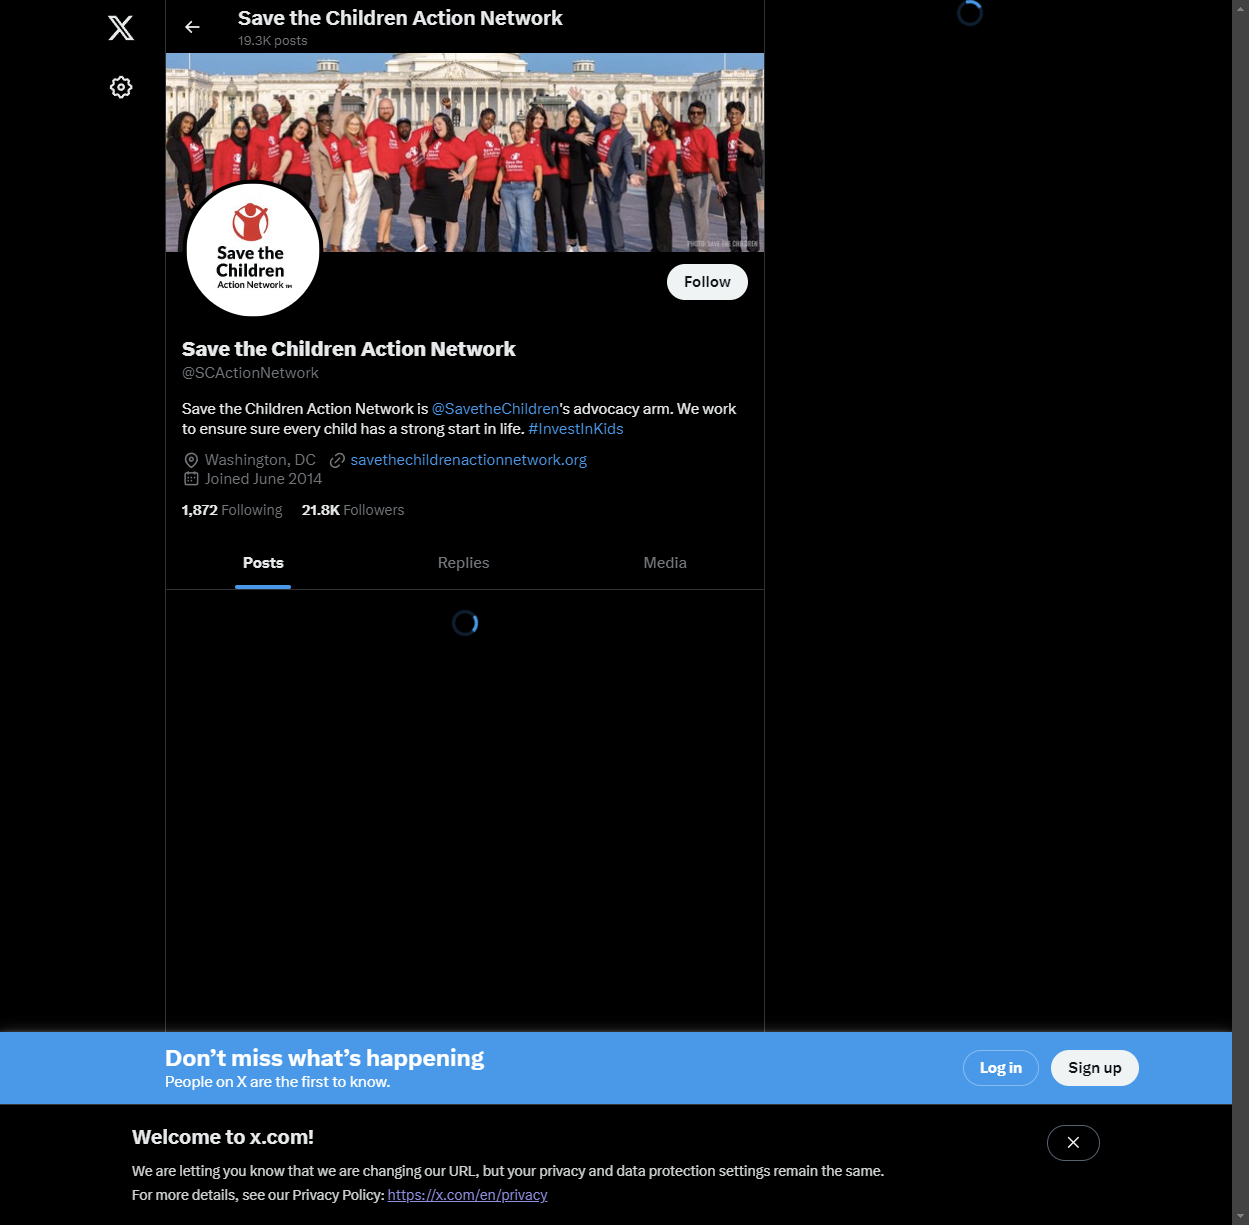 Save the Children Action Network
19.3K posts
PHOTO: SAVE THE CHILDREN
Save the
Children
Action Network
Follow
Save the Children Action Network
@SCActionNetwork
Save the Children Action Network is @SavetheChildren's advocacy arm. We work
to ensure sure every child has a strong start in life. #InvestInKids
Washington, DC savethechildrenactionnetwork.org
Joined June 2014
1,872 Following 21.8K Followers
Posts Replies Media
Don’t miss what’s happening
People on X are the first to know.
Log in Sign up
Welcome to x.com!
We are letting you know that we are changing our URL, but your privacy and data protection settings remain the same.
For more details, see our Privacy Policy: https://x.com/en/privacy